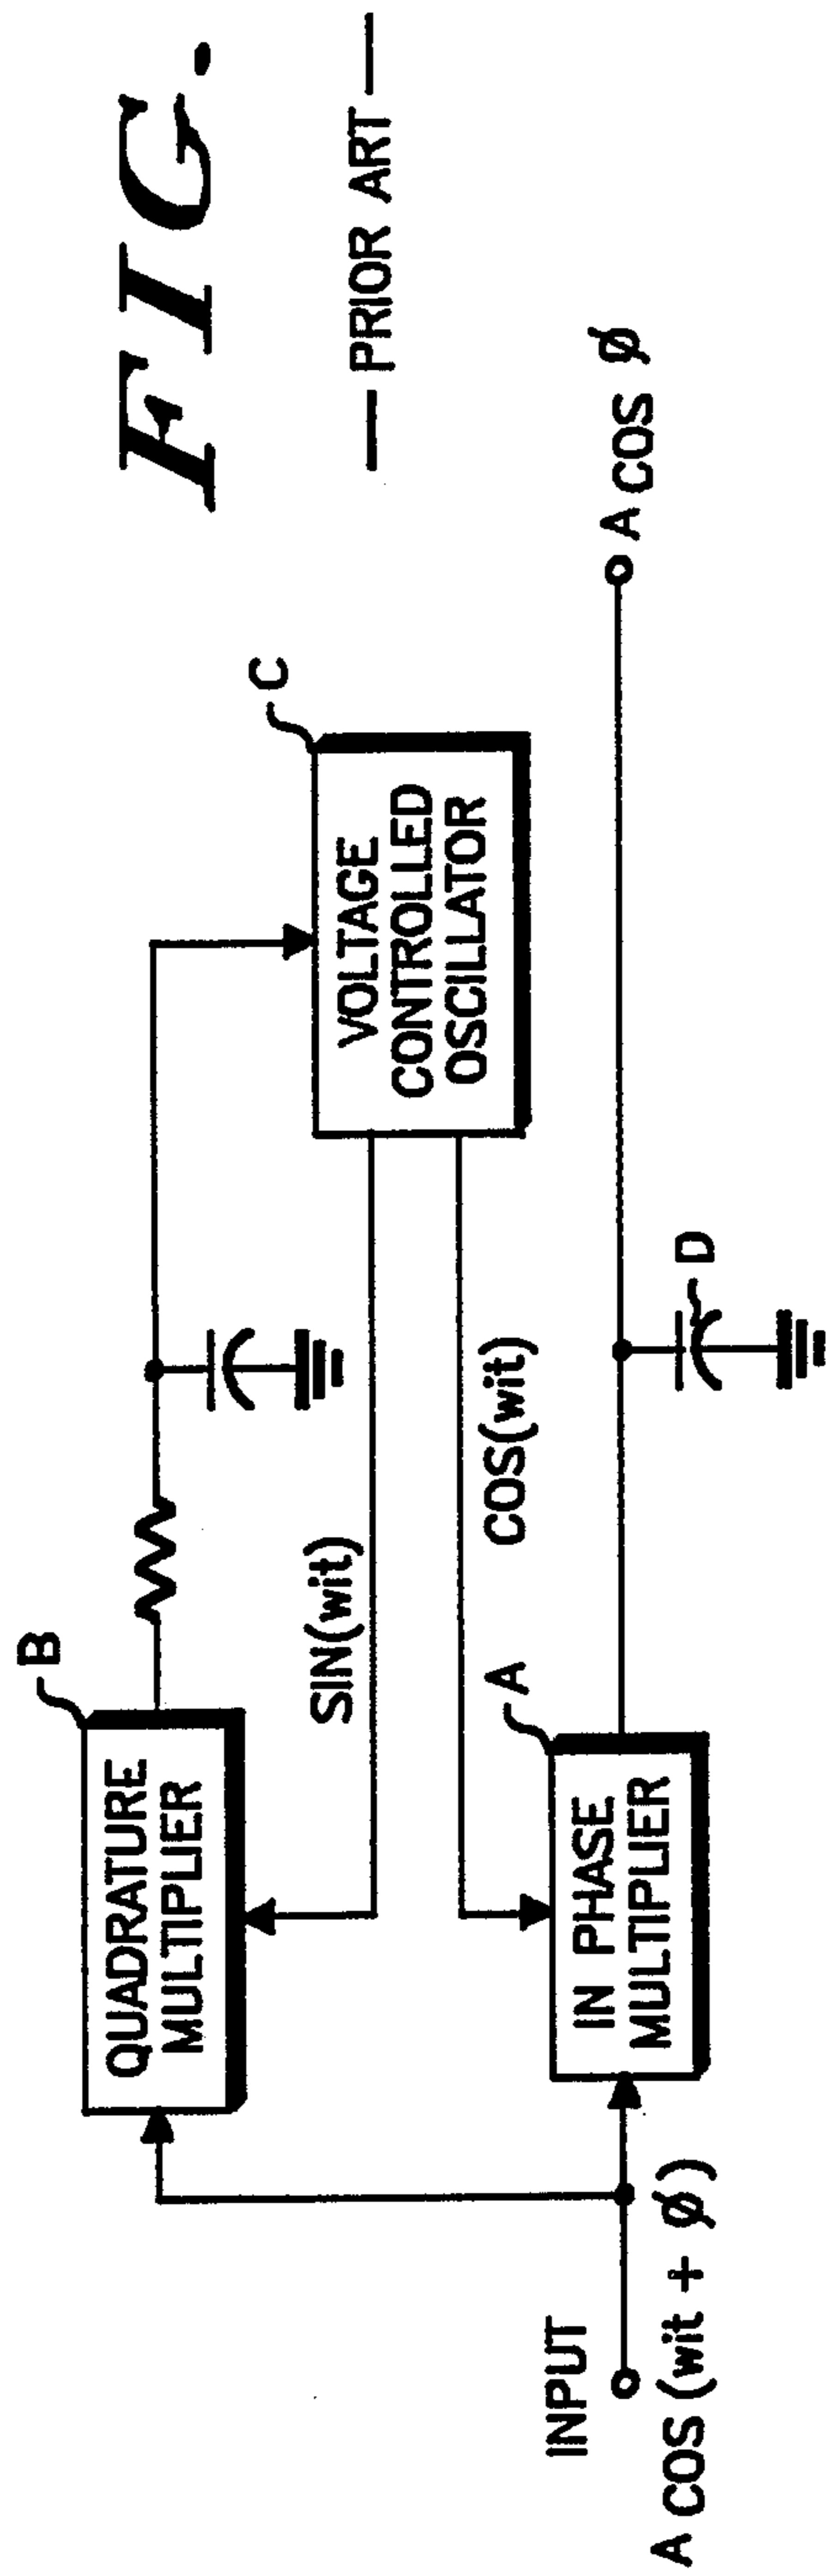 FIG.
— PRIOR ART —
B
QUADRATURE
MULTIPLIER
SIN(wit)
C
VOLTAGE
CONTROLLED
OSCILLATOR
COS(wit)
A
IN PHASE
MULTIPLIER
INPUT
A COS (wit + Ø)
D
A COS Ø